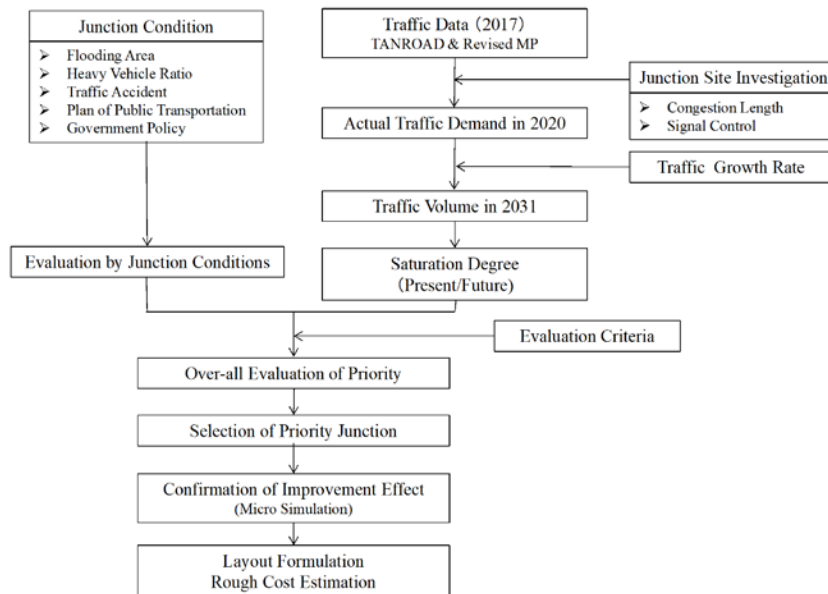 Junction Condition
➢ Flooding Area
➢ Heavy Vehicle Ratio
➢ Traffic Accident
➢ Plan of Public Transportation
➢ Government Policy
Traffic Data (2017)
TANROAD & Revised MP
Junction Site Investigation
➢ Congestion Length
➢ Signal Control
Actual Traffic Demand in 2020
Traffic Growth Rate
Traffic Volume in 2031
Evaluation by Junction Conditions
Saturation Degree
(Present/Future)
Evaluation Criteria
Over-all Evaluation of Priority
Selection of Priority Junction
Confirmation of Improvement Effect
(Micro Simulation)
Layout Formulation
Rough Cost Estimation